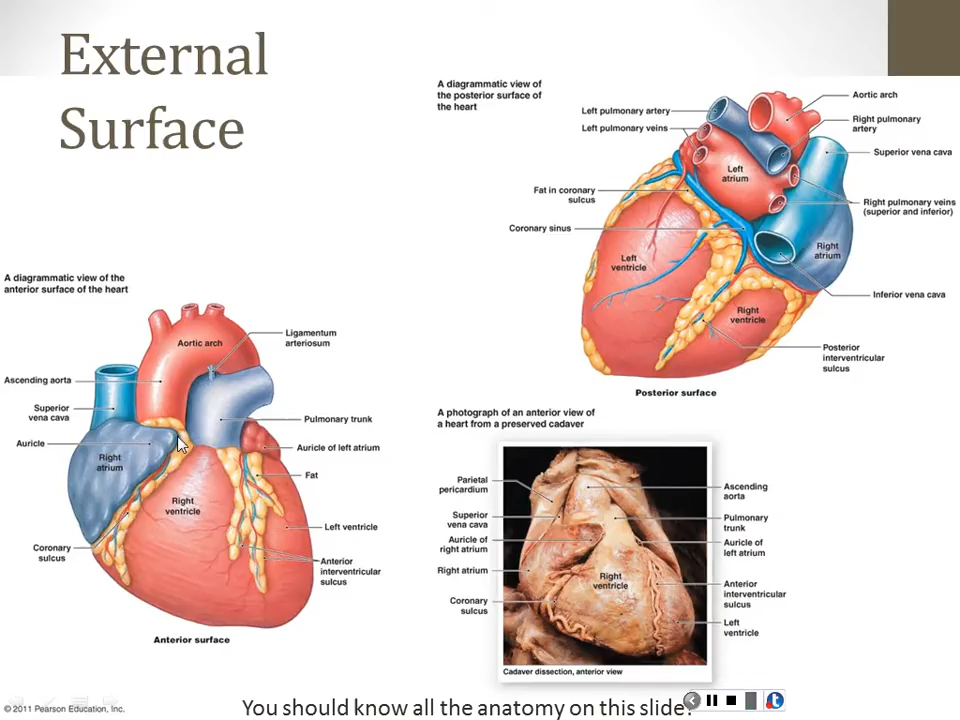 External
Surface
A diagrammatic view of
the posterior surface of
the heart
Left pulmonary artery
Left pulmonary veins
Fat in coronary
sulcus
Coronary sinus
Left
atrium
Left
ventricle
Right
ventricle
Right
atrium
Aortic arch
Right pulmonary
artery
Superior vena cava
Right pulmonary veins
(superior and inferior)
Inferior vena cava
Posterior
interventricular
sulcus
Posterior surface
A diagrammatic view of the
anterior surface of the heart
Ascending aorta
Superior
vena cava
Auricle
Right
atrium
Coronary
sulcus
Aortic arch
Right
ventricle
Ligamentum
arteriosum
Pulmonary trunk
Auricle of left atrium
Fat
Left ventricle
Anterior
interventricular
sulcus
Anterior surface
A photograph of an anterior view of
a heart from a preserved cadaver
Parietal
pericardium
Superior
vena cava
Auricle of
right atrium
Right atrium
Coronary
sulcus
Right
ventricle
Ascending
aorta
Pulmonary
trunk
Auricle of
left atrium
Anterior
interventricular
sulcus
Left
ventricle
Cadaver dissection, anterior view
© 2011 Pearson Education, Inc.
You should know all the anatomy on this slide!
t